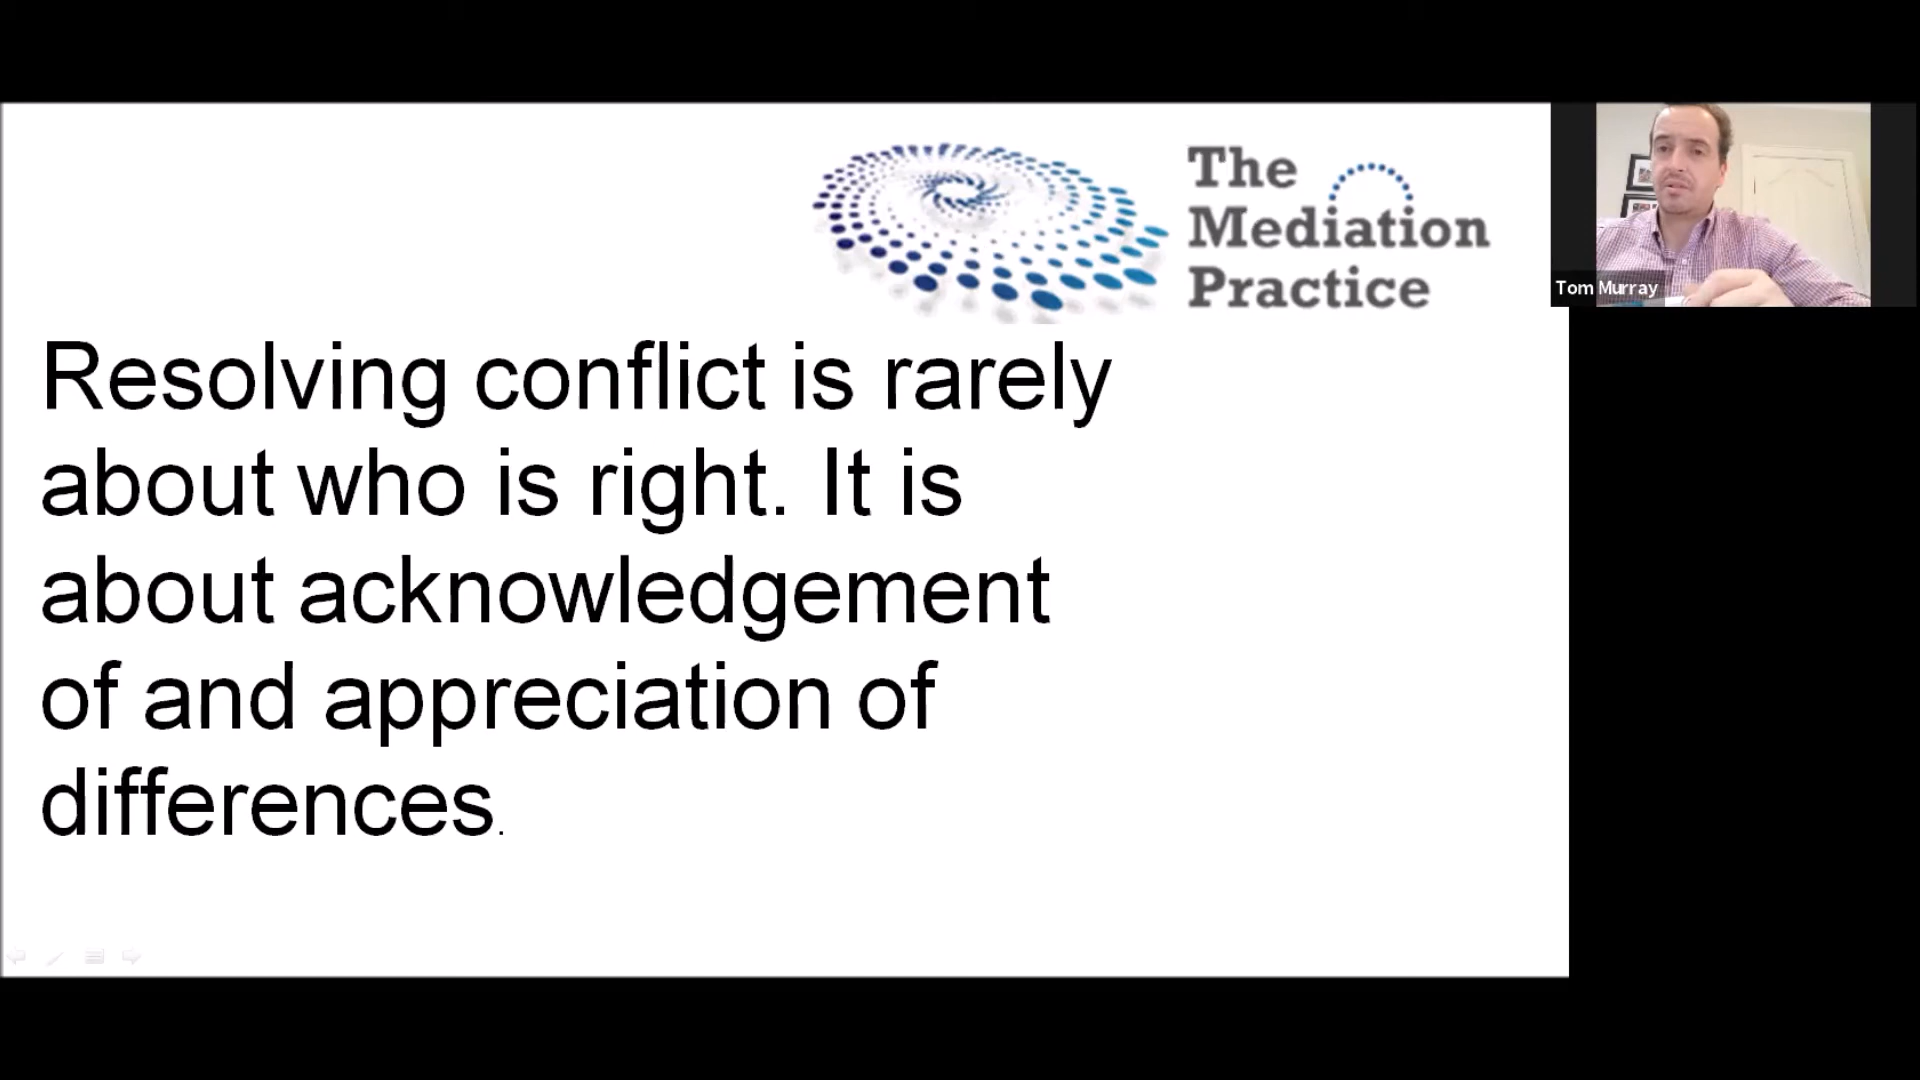 The
Mediation
Practice
Tom Murray
Resolving conflict is rarely
about who is right. It is
about acknowledgement
of and appreciation of
differences.